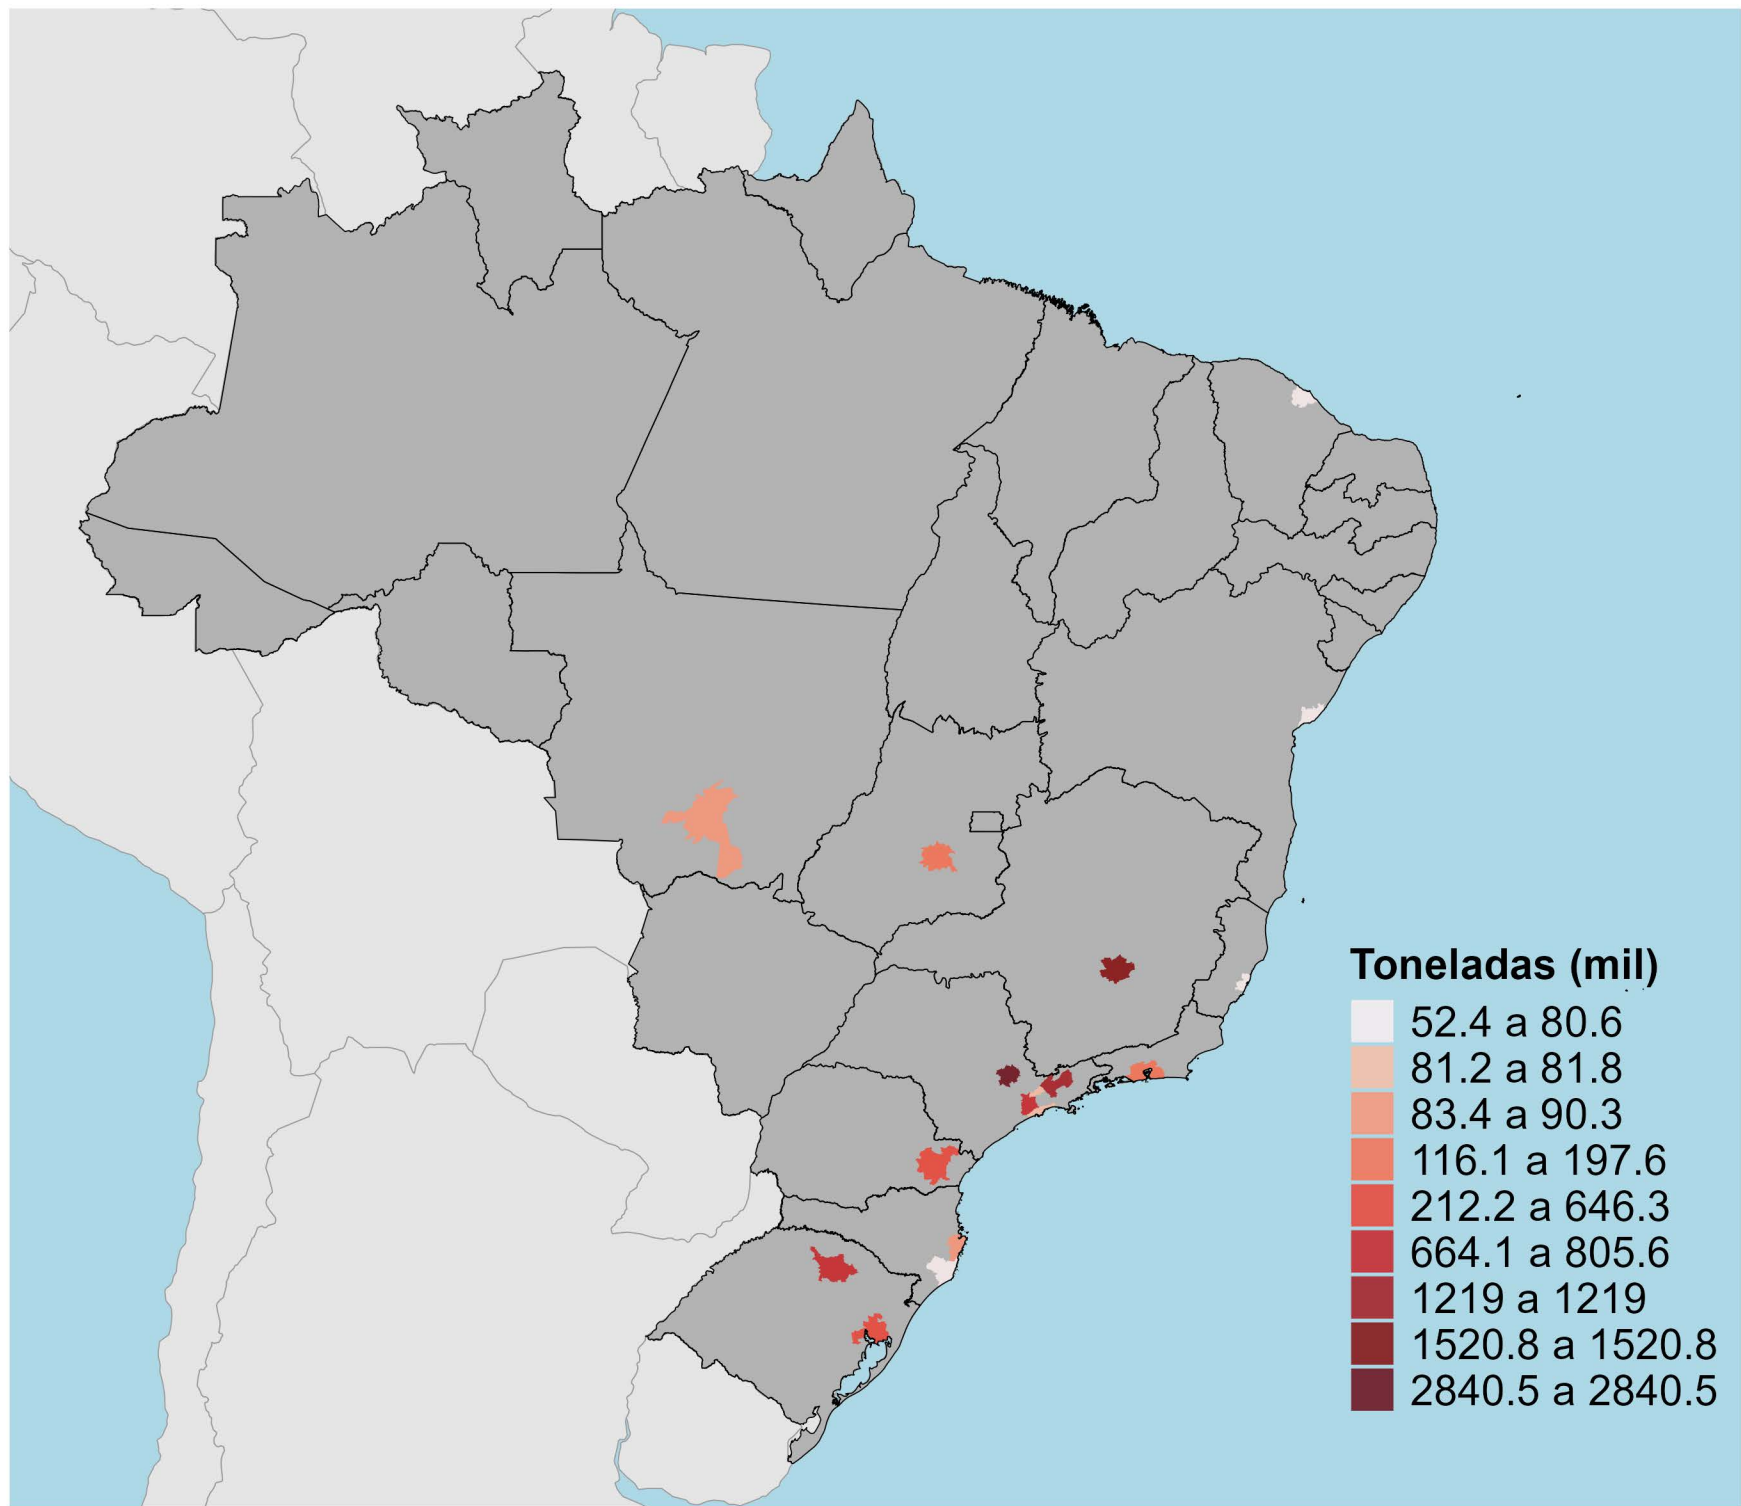 Toneladas (mil)
52.4 a 80.6
81.2 a 81.8
83.4 a 90.3
116.1 a 197.6
212.2 a 646.3
664.1 a 805.6
1219 a 1219
1520.8 a 1520.8
2840.5 a 2840.5